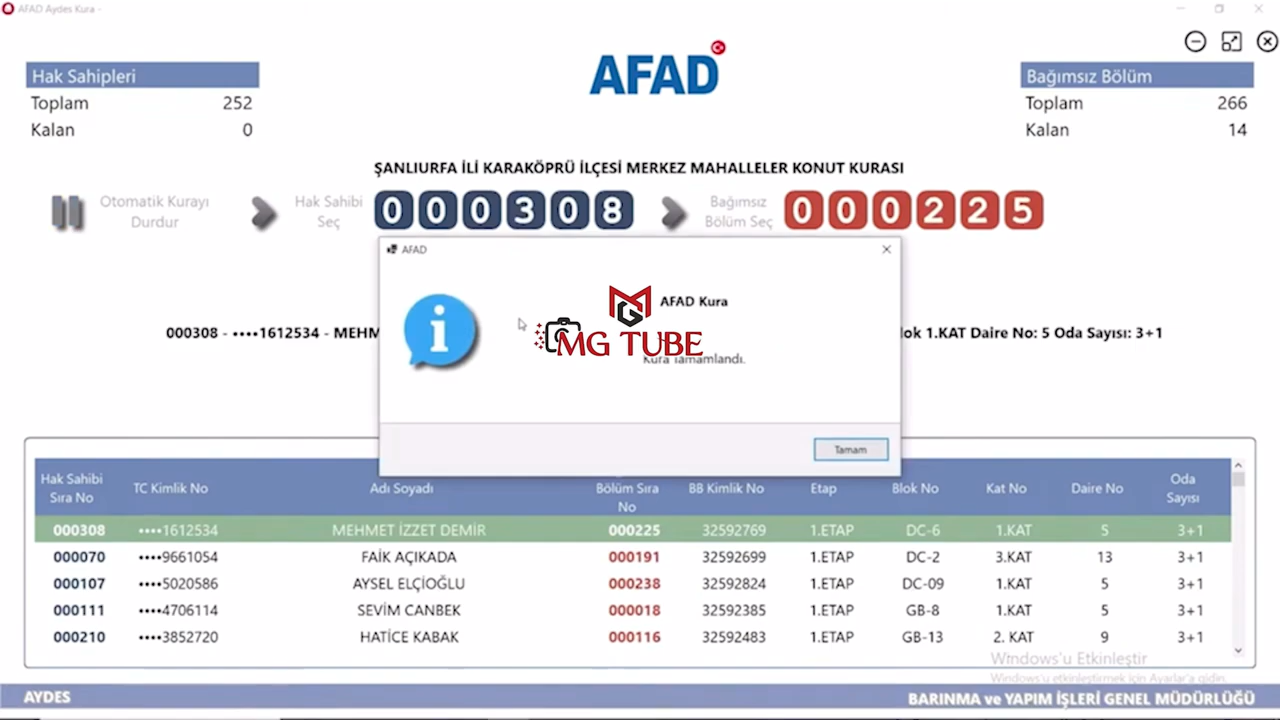 AFAD Aydes Kura -
Hak Sahipleri
Toplam 252
Kalan 0
AFAD
Bağımsız Bölüm
Toplam 266
Kalan 14
ŞANLIURFA İLİ KARAKÖPRÜ İLÇESİ MERKEZ MAHALLELER KONUT KURASI
Otomatik Kurayı
Durdur
Hak Sahibi
Seç
000308
Bağımsız
Bölüm Seç
000225
AFAD
AFAD Kura
MG TUBE
Kura Tamamlandı.
Tamam
000308 - ••••1612534 - MEHM
lok 1.KAT Daire No: 5 Oda Sayısı: 3+1
Hak Sahibi Sıra No TC Kimlik No Adı Soyadı Bölüm Sıra No BB Kimlik No Etap Blok No Kat No Daire No Oda Sayısı
000308 ••••1612534 MEHMET İZZET DEMİR 000225 32592769 1.ETAP DC-6 1.KAT 5 3+1
000070 ••••9661054 FAİK AÇIKADA 000191 32592699 1.ETAP DC-2 3.KAT 13 3+1
000107 ••••5020586 AYSEL ELÇİOĞLU 000238 32592824 1.ETAP DC-09 1.KAT 5 3+1
000111 ••••4706114 SEVİM CANBEK 000018 32592385 1.ETAP GB-8 1.KAT 5 3+1
000210 ••••3852720 HATİCE KABAK 000116 32592483 1.ETAP GB-13 2. KAT 9 3+1
Windows'u Etkinleştir
Windows'u etkinleştirmek için Ayarlar'a gidin.
AYDES
BARINMA ve YAPIM İŞLERİ GENEL MÜDÜRLÜĞÜ